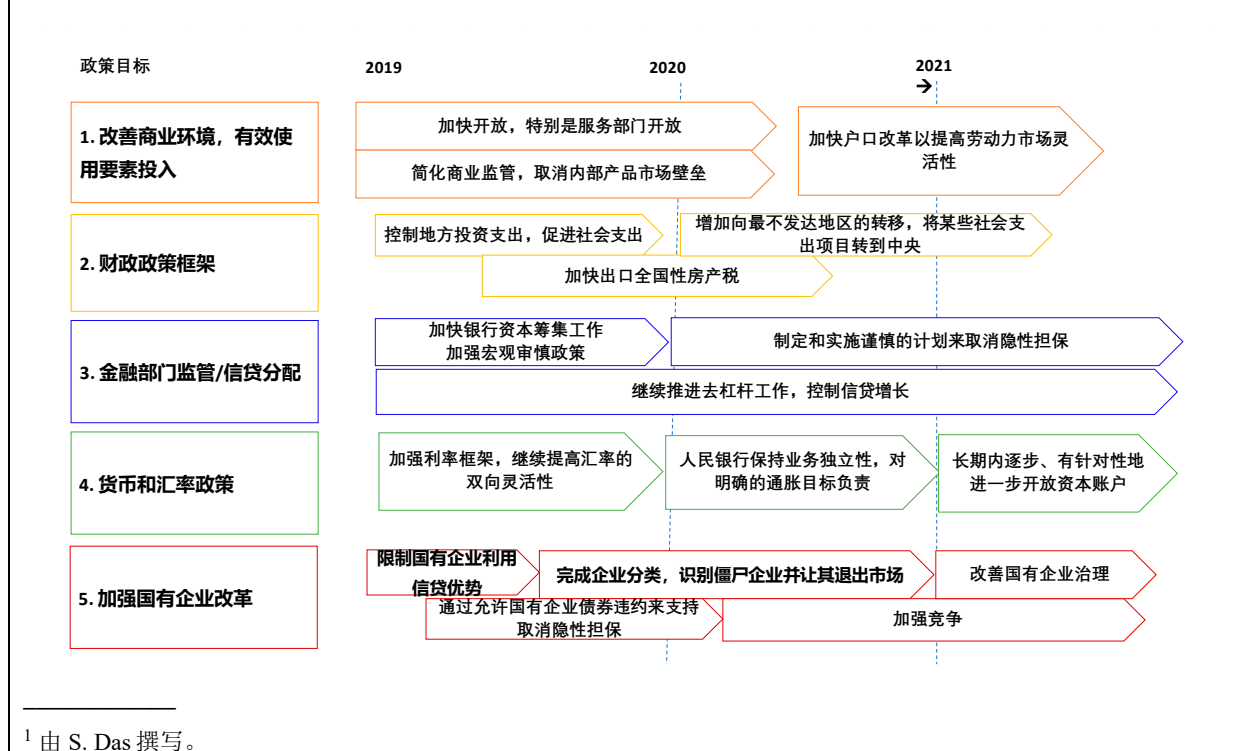 政策目标
2019
2020
2021
→
1. 改善商业环境，有效使
用要素投入
加快开放，特别是服务部门开放
简化商业监管，取消内部产品市场壁垒
加快户口改革以提高劳动力市场灵
活性
2. 财政政策框架
控制地方投资支出，促进社会支出
增加向最不发达地区的转移，将某些社会支
出项目转到中央
加快出口全国性房产税
3. 金融部门监管/信贷分配
加快银行资本筹集工作
加强宏观审慎政策
制定和实施谨慎的计划来取消隐性担保
继续推进去杠杆工作，控制信贷增长
4. 货币和汇率政策
加强利率框架，继续提高汇率的
双向灵活性
人民银行保持业务独立性，对
明确的通胀目标负责
长期内逐步、有针对性地
进一步开放资本账户
5. 加强国有企业改革
限制国有企业利用
信贷优势
完成企业分类，识别僵尸企业并让其退出市场
改善国有企业治理
通过允许国有企业债券违约来支持
取消隐性担保
加强竞争
1 由 S. Das 撰写。